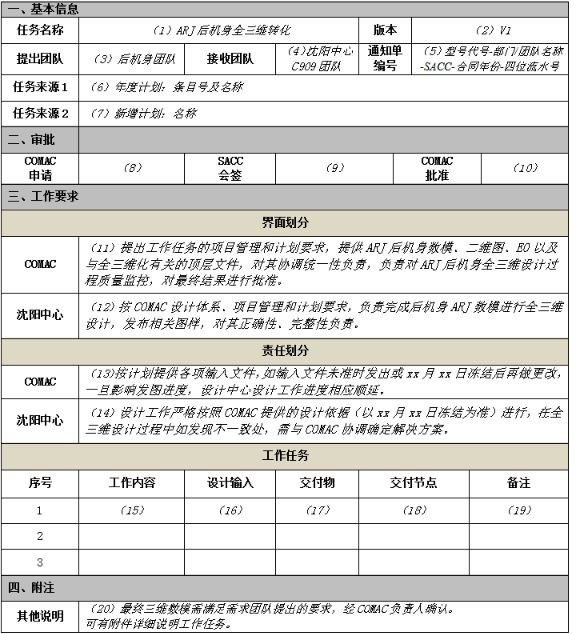 一、基本信息
任务名称 （1）ARJ后机身全三维转化 版本 （2）V1
提出团队 （3）后机身团队 接收团队 （4）沈阳中心C909团队 通知单编号 （5）型号代号-部门/团队名称-SACC-合同年份-四位流水号
任务来源1 （6）年度计划：条目号及名称
任务来源2 （7）新增计划：名称
二、审批
COMAC申请 （8） SACC会签 （9） COMAC批准 （10）
三、工作要求
界面划分
COMAC （11）提出工作任务的项目管理和计划要求，提供ARJ后机身数模、二维图、EO以及
与全三维化有关的顶层文件，对其协调统一性负责，负责对ARJ后机身全三维设计过
程质量监控，对最终结果进行批准。
沈阳中心 （12）按COMAC设计体系、项目管理和计划要求，负责完成后机身ARJ数模进行全三维
设计，发布相关图样，对其正确性、完整性负责。
责任划分
COMAC （13）按计划提供各项输入文件，如输入文件未准时发出或xx月xx日冻结后再做更改，
一旦影响发图进度，设计中心设计工作进度相应顺延。
沈阳中心 （14）设计工作严格按照COMAC提供的设计依据（以xx月xx日冻结为准）进行，在全
三维设计过程中如发现不一致处，需与COMAC协调确定解决方案。
工作任务
序号 工作内容 设计输入 交付物 交付节点 备注
1 （15） （16） （17） （18） （19）
2
3
四、附注
其他说明 （20）最终三维数模需满足需求团队提出的要求，经COMAC负责人确认。
可有附件详细说明工作任务。